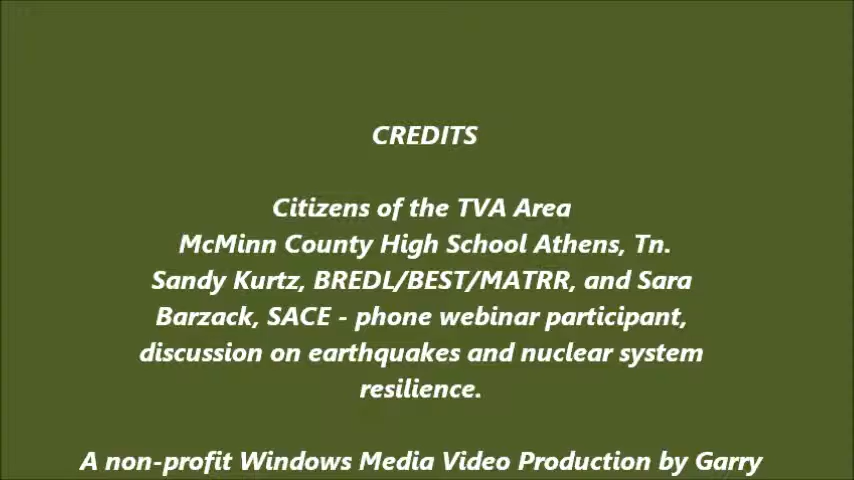 CREDITS
Citizens of the TVA Area
McMinn County High School Athens, Tn.
Sandy Kurtz, BREDL/BEST/MATRR, and Sara
Barzack, SACE - phone webinar participant,
discussion on earthquakes and nuclear system
resilience.
A non-profit Windows Media Video Production by Garry